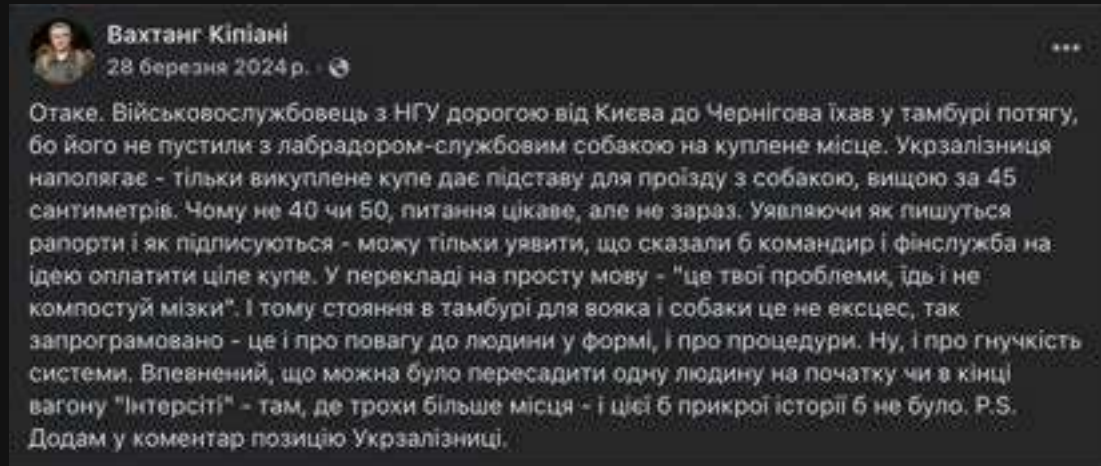 Вахтанг Кіпіані
28 березня 2024 р. ·
Отаке. Військовослужбовець з НГУ дорогою від Києва до Чернігова їхав у тамбурі потягу,
бо його не пустили з лабрадором-службовим собакою на куплене місце. Укрзалізниця
наполягає - тільки викуплене купе дає підставу для проїзду з собакою, вищою за 45
сантиметрів. Чому не 40 чи 50, питання цікаве, але не зараз. Уявляючи як пишуться
рапорти і як підписуються - можу тільки уявити, що сказали б командир і фінслужба на
ідею оплатити ціле купе. У перекладі на просту мову - "це твої проблеми, їдь і не
компостуй мізки". І тому стояння в тамбурі для вояка і собаки це не ексцес, так
запрограмовано - це і про повагу до людини у формі, і про процедури. Ну, і про гнучкість
системи. Впевнений, що можна було пересадити одну людину на початку чи в кінці
вагону "Інтерсіті" - там, де трохи більше місця - і цієї б прикрої історії б не було. P.S.
Додам у коментар позицію Укрзалізниці.